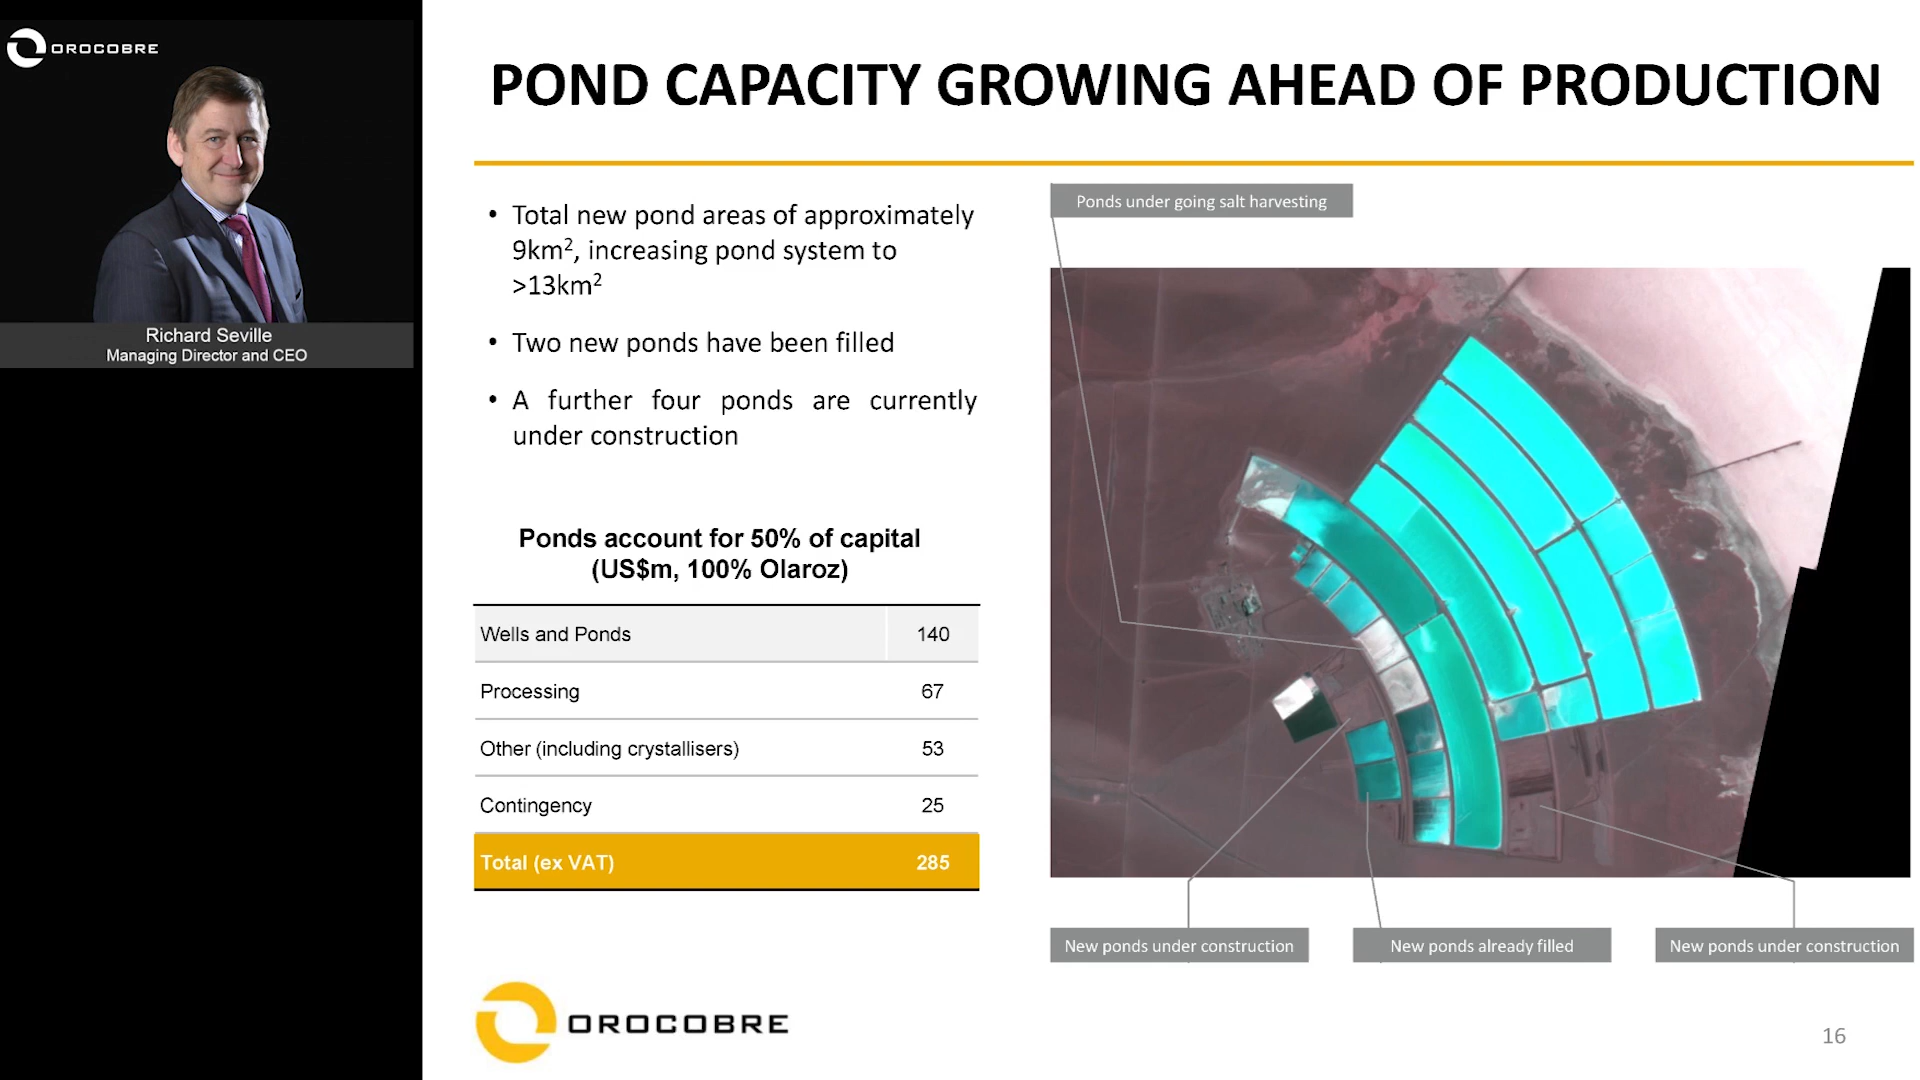 OROCOBRE
Richard Seville
Managing Director and CEO
POND CAPACITY GROWING AHEAD OF PRODUCTION
• Total new pond areas of approximately
9km², increasing pond system to
>13km²
• Two new ponds have been filled
• A further four ponds are currently
under construction
Ponds account for 50% of capital
(US$m, 100% Olaroz)
Wells and Ponds 140
Processing 67
Other (including crystallisers) 53
Contingency 25
Total (ex VAT) 285
Ponds under going salt harvesting
New ponds under construction
New ponds already filled
New ponds under construction
OROCOBRE
16